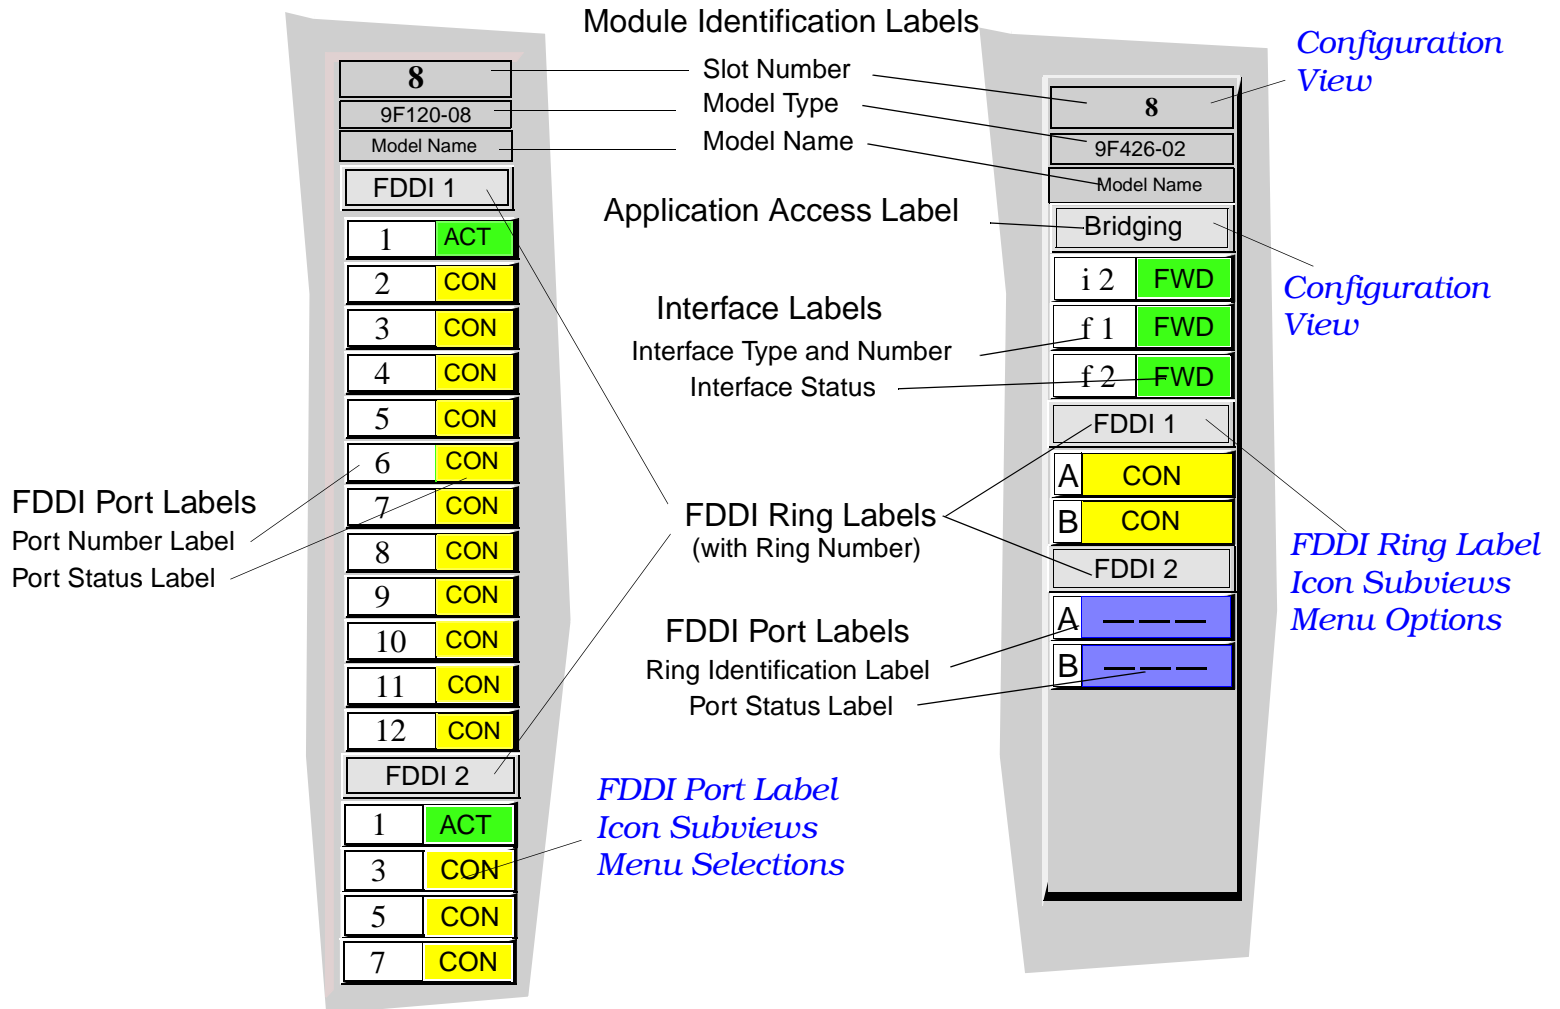 Module Identification Labels
Slot Number
Model Type
Model Name
Application Access Label
Interface Labels
Interface Type and Number
Interface Status
FDDI Ring Labels
(with Ring Number)
FDDI Port Labels
Ring Identification Label
Port Status Label
FDDI Port Labels
Port Number Label
Port Status Label
8
9F120-08
Model Name
FDDI 1
1 ACT
2 CON
3 CON
4 CON
5 CON
6 CON
7 CON
8 CON
9 CON
10 CON
11 CON
12 CON
FDDI 2
1 ACT
3 CON
5 CON
7 CON
FDDI Port Label
Icon Subviews
Menu Selections
8
9F426-02
Model Name
Bridging
i 2 FWD
f 1 FWD
f 2 FWD
FDDI 1
A CON
B CON
FDDI 2
A — — —
B — — —
Configuration
View
Configuration
View
FDDI Ring Label
Icon Subviews
Menu Options